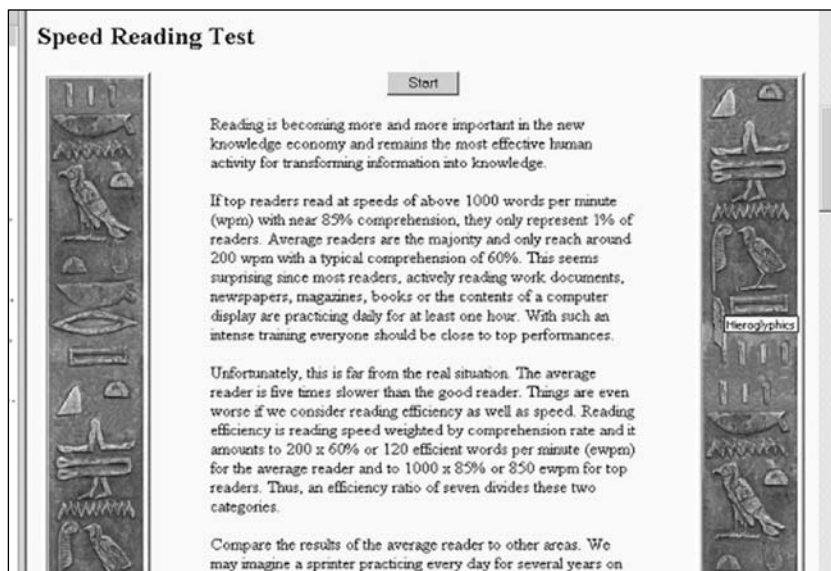 Speed Reading Test
Start
Reading is becoming more and more important in the new
knowledge economy and remains the most effective human
activity for transforming information into knowledge.
If top readers read at speeds of above 1000 words per minute
(wpm) with near 85% comprehension, they only represent 1% of
readers. Average readers are the majority and only reach around
200 wpm with a typical comprehension of 60%. This seems
surprising since most readers, actively reading work documents,
newspapers, magazines, books or the contents of a computer
display are practicing daily for at least one hour. With such an
intense training everyone should be close to top performances.
Hieroglyphics
Unfortunately, this is far from the real situation. The average
reader is five times slower than the good reader. Things are even
worse if we consider reading efficiency as well as speed. Reading
efficiency is reading speed weighted by comprehension rate and it
amounts to 200 x 60% or 120 efficient words per minute (ewpm)
for the average reader and to 1000 x 85% or 850 ewpm for top
readers. Thus, an efficiency ratio of seven divides these two
categories.
Compare the results of the average reader to other areas. We
may imagine a sprinter practicing every day for several years on